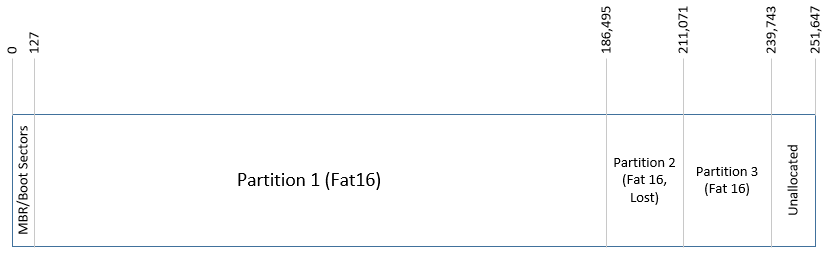 0
127
186,495
211,071
239,743
251,647
MBR/Boot Sectors
Partition 1 (Fat16)
Partition 2
(Fat 16,
Lost)
Partition 3
(Fat 16)
Unallocated